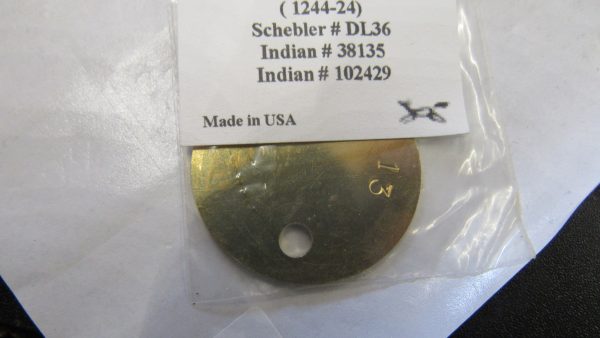 ( 1244-24)
Schebler # DL36
Indian # 38135
Indian # 102429
Made in USA
13